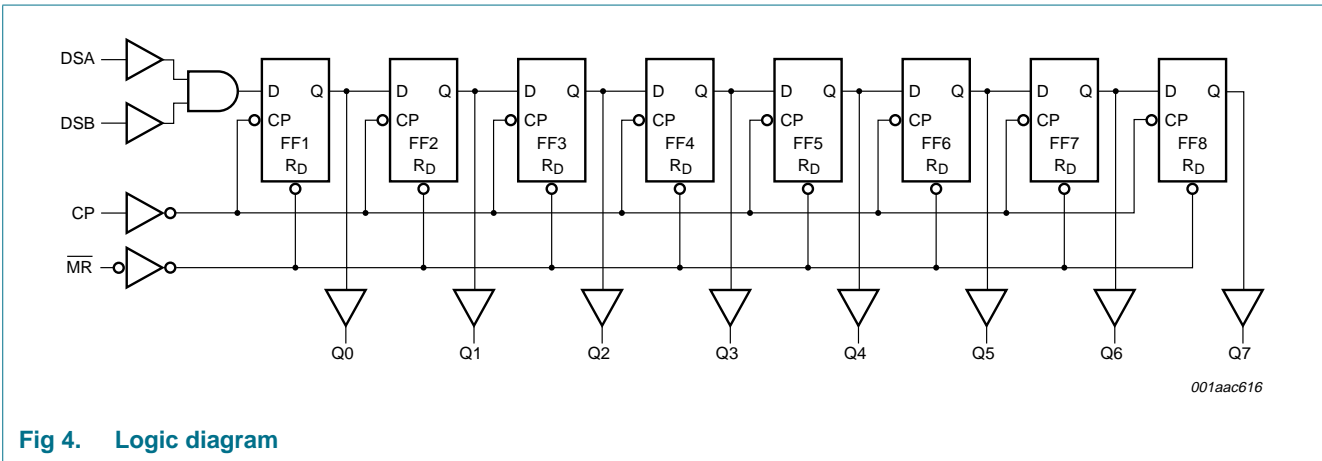 DSA
DSB
CP
MR
D Q D Q D Q D Q D Q D Q D Q D Q
CP CP CP CP CP CP CP CP
FF1 FF2 FF3 FF4 FF5 FF6 FF7 FF8
RD RD RD RD RD RD RD RD
Q0 Q1 Q2 Q3 Q4 Q5 Q6 Q7
001aac616
Fig 4. Logic diagram